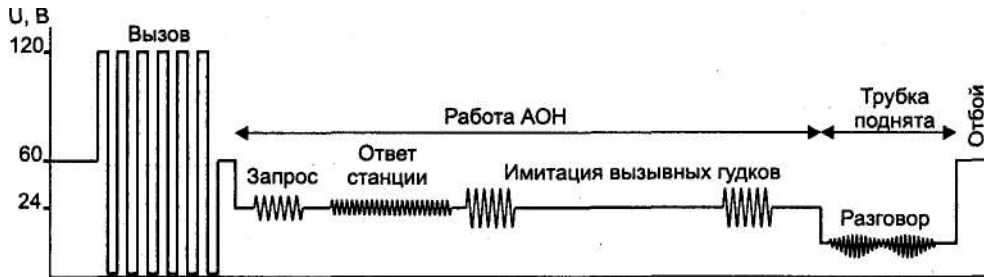 U, В
120
Вызов
60
24
Работа АОН
Запрос
Ответ
станции
Имитация вызывных гудков
Трубка
поднята
Разговор
Отбой